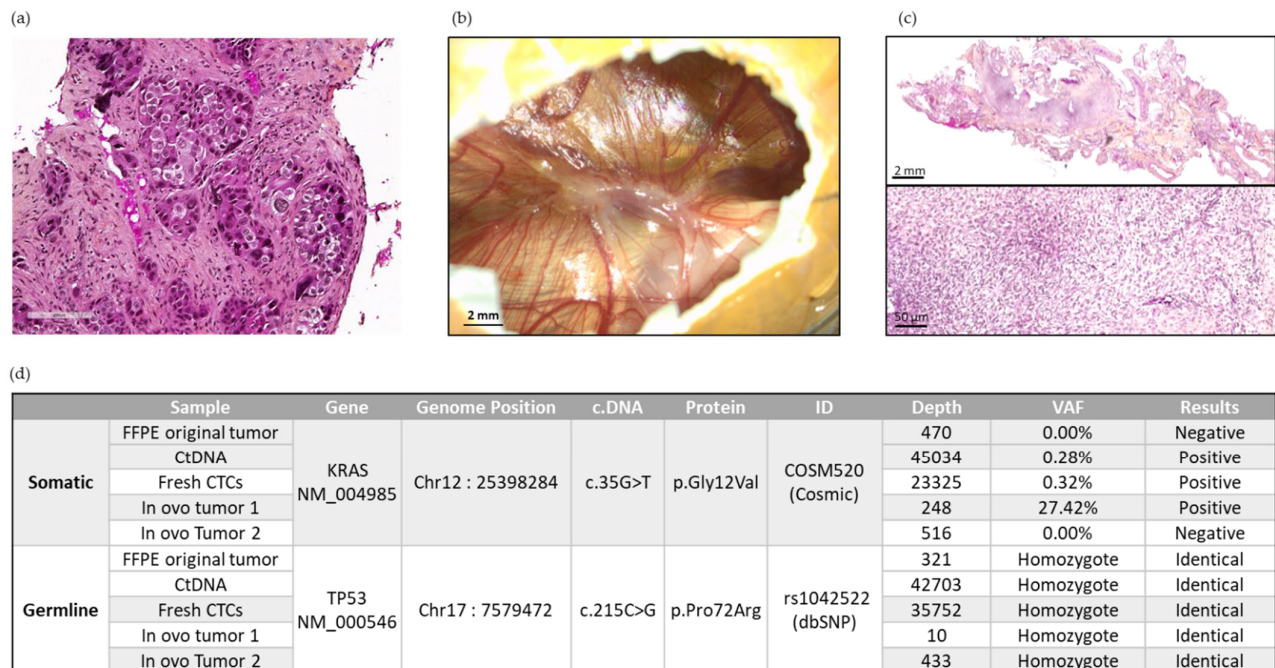 (a)
(b)
(c)
2 mm
2 mm
50 µm
(d)
Sample Gene Genome Position c.DNA Protein ID Depth VAF Results
Somatic
FFPE original tumor
CtDNA
Fresh CTCs
In ovo tumor 1
In ovo Tumor 2
KRAS
NM_004985
Chr12 : 25398284
c.35G>T
p.Gly12Val
COSM520
(Cosmic)
470 0.00% Negative
45034 0.28% Positive
23325 0.32% Positive
248 27.42% Positive
516 0.00% Negative
Germline
FFPE original tumor
CtDNA
Fresh CTCs
In ovo tumor 1
In ovo Tumor 2
TP53
NM_000546
Chr17 : 7579472
c.215C>G
p.Pro72Arg
rs1042522
(dbSNP)
321 Homozygote Identical
42703 Homozygote Identical
35752 Homozygote Identical
10 Homozygote Identical
433 Homozygote Identical